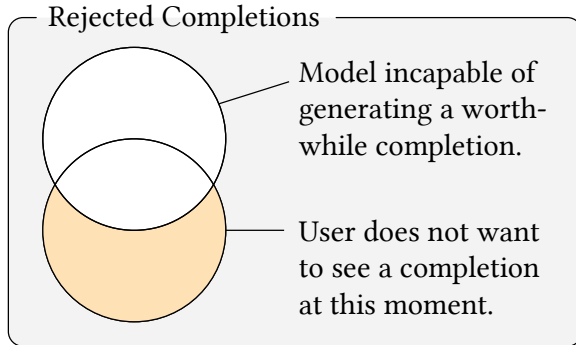 Rejected Completions
Model incapable of
generating a worth-
while completion.
User does not want
to see a completion
at this moment.